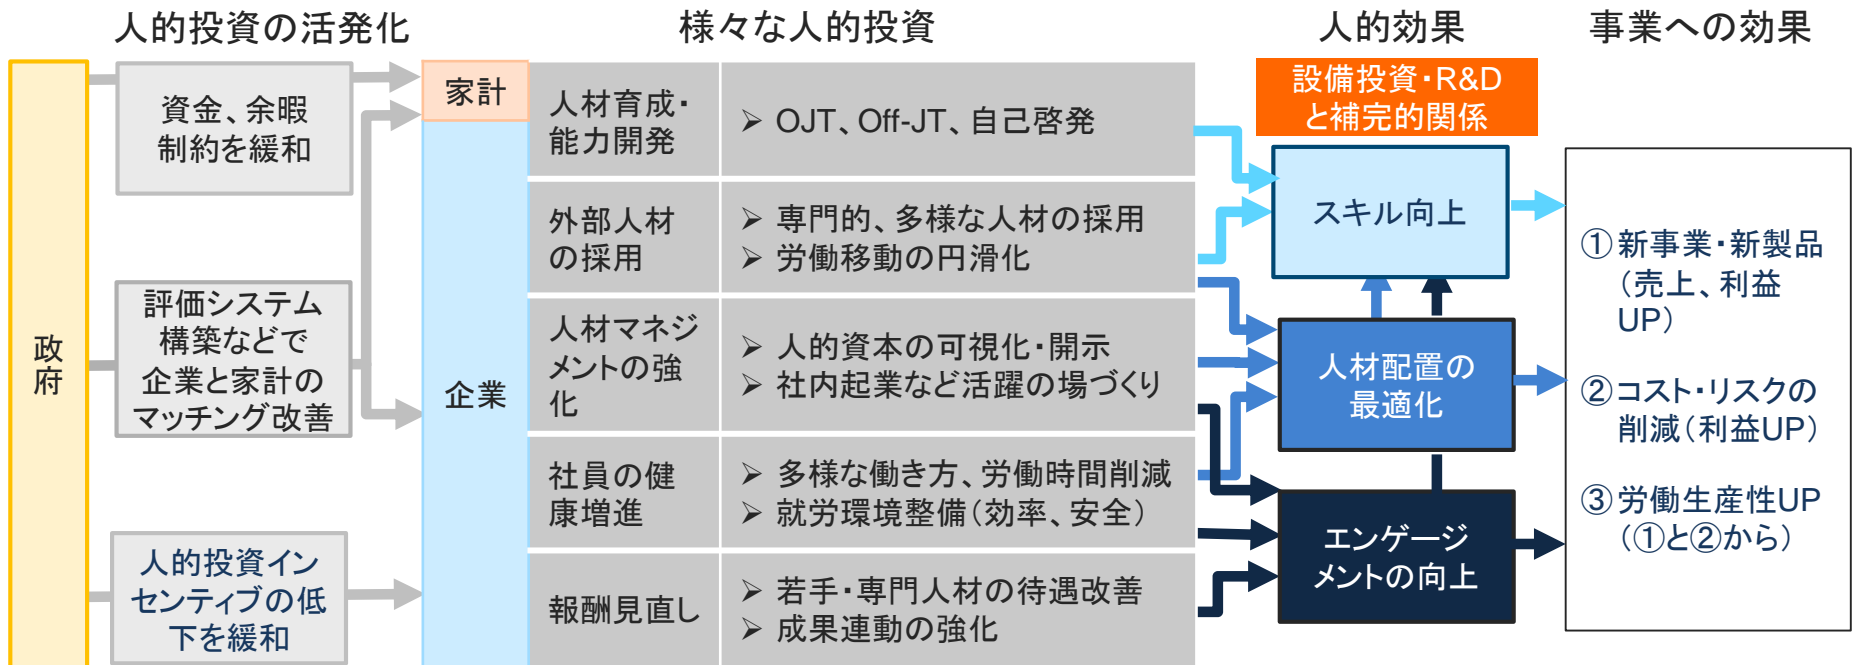 人的投資の活発化
様々な人的投資
人的効果
事業への効果
政
府
資金、余暇
制約を緩和
評価システム
構築などで
企業と家計の
マッチング改善
人的投資イン
センティブの低
下を緩和
家計
企業
人材育成・
能力開発
➢ OJT、Off-JT、自己啓発
外部人材
の採用
➢ 専門的、多様な人材の採用
➢ 労働移動の円滑化
人材マネジ
メントの強
化
➢ 人的資本の可視化・開示
➢ 社内起業など活躍の場づくり
社員の健
康増進
➢ 多様な働き方、労働時間削減
➢ 就労環境整備(効率、安全)
報酬見直し
➢ 若手・専門人材の待遇改善
➢ 成果連動の強化
設備投資・R&D
と補完的関係
スキル向上
人材配置の
最適化
エンゲージ
メントの向上
①新事業・新製品
(売上、利益
UP)
②コスト・リスクの
削減(利益UP)
③労働生産性UP
(①と②から)